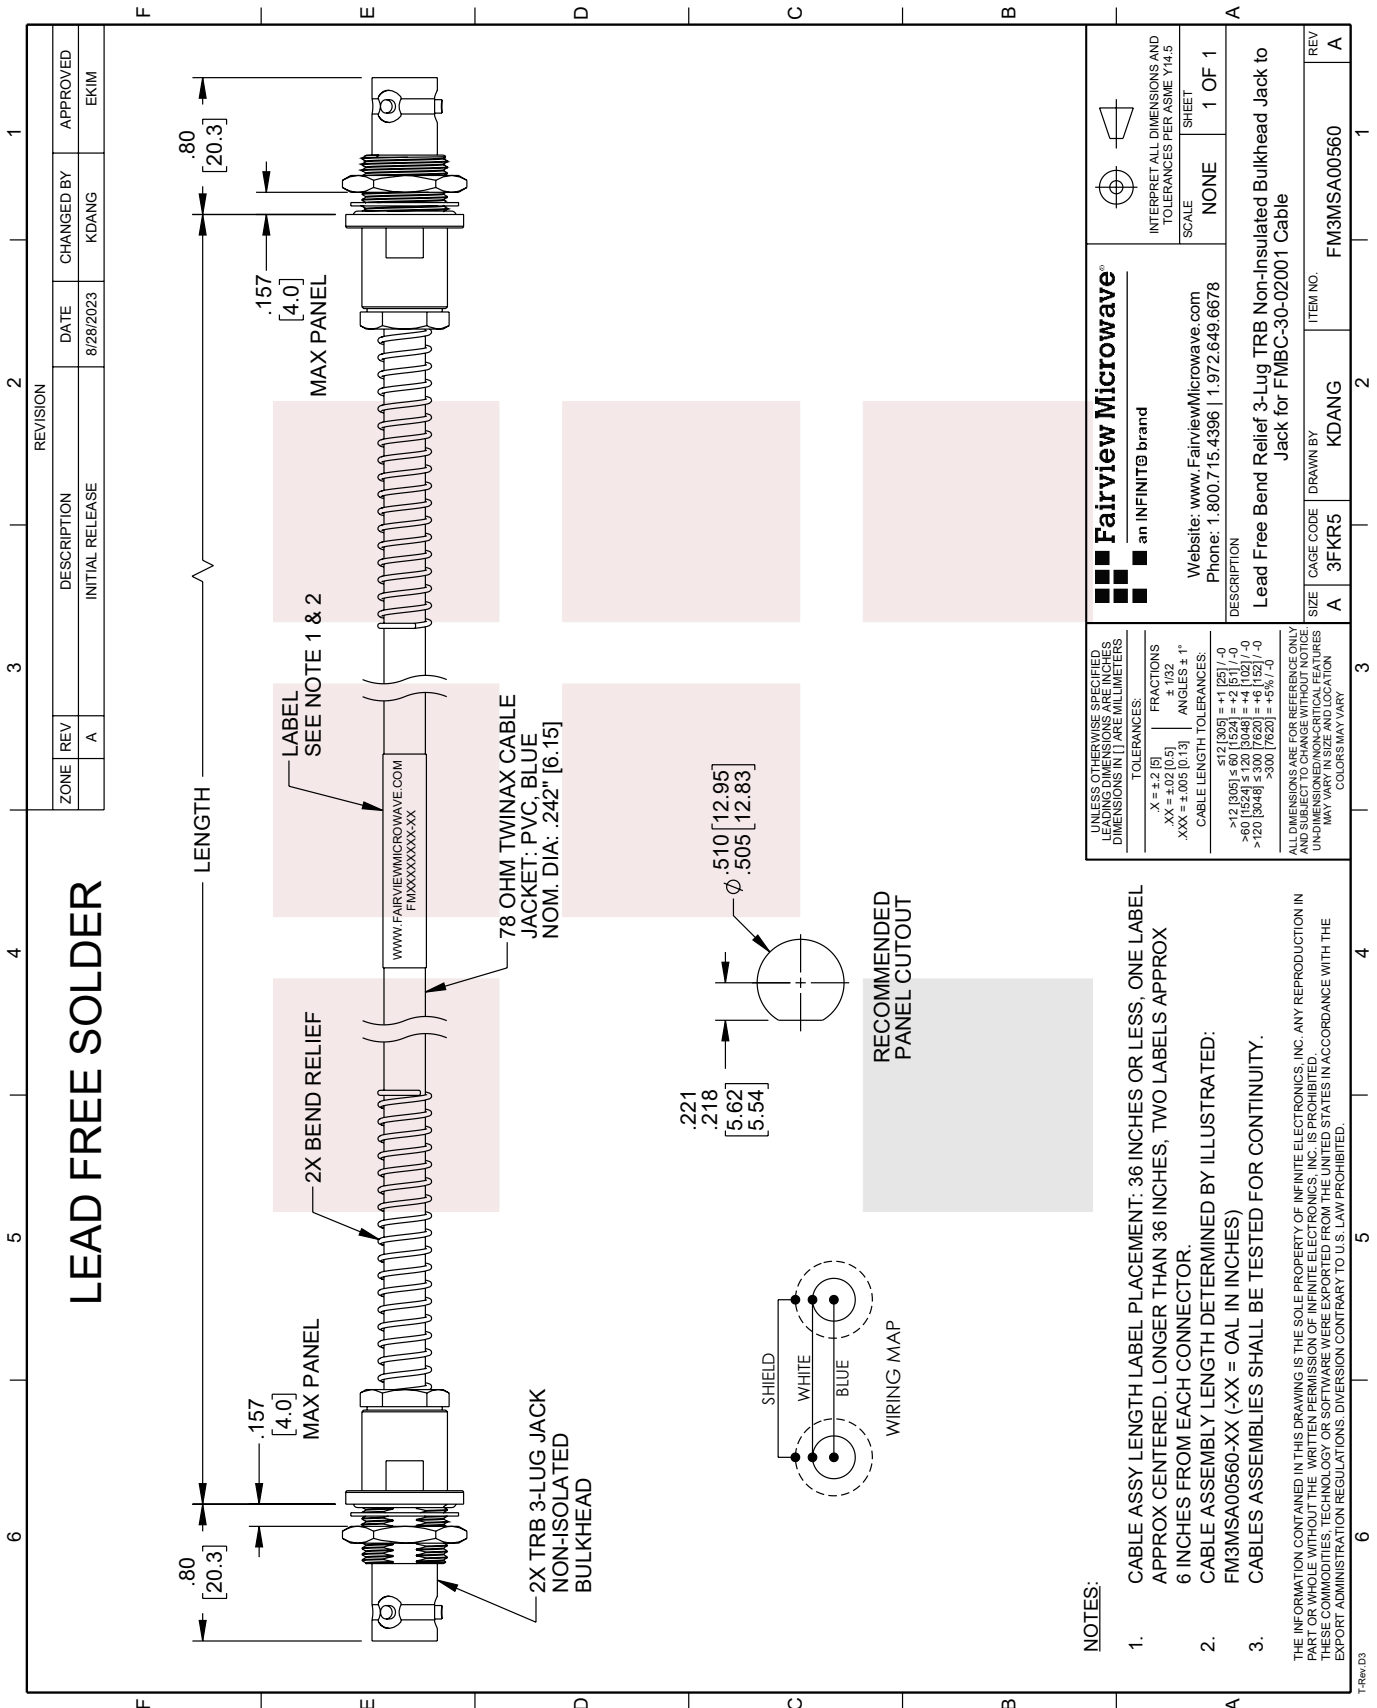 LEAD FREE SOLDER
REVISION
ZONE REV DESCRIPTION DATE CHANGED BY APPROVED
A INITIAL RELEASE 8/28/2023 KDANG EKIM
6 5 4 3 2 1
F
E
D
C
B
A
LENGTH
.80
[20.3]
.157
[4.0]
MAX PANEL
2X BEND RELIEF
LABEL
SEE NOTE 1 & 2
.157
[4.0]
MAX PANEL
.80
[20.3]
WWW.FAIRVIEWMICROWAVE.COM
FMXXXXXXXX-XX
2X TRB 3-LUG JACK
NON-ISOLATED
BULKHEAD
78 OHM TWINAX CABLE
JACKET: PVC, BLUE
NOM. DIA: .242" [6.15]
SHIELD
WHITE
BLUE
WIRING MAP
.221
.218
[5.62]
[5.54]
Ø .510 [12.95]
.505 [12.83]
RECOMMENDED
PANEL CUTOUT
NOTES:
1. CABLE ASSY LENGTH LABEL PLACEMENT: 36 INCHES OR LESS, ONE LABEL
APPROX CENTERED. LONGER THAN 36 INCHES, TWO LABELS APPROX
6 INCHES FROM EACH CONNECTOR.
2. CABLE ASSEMBLY LENGTH DETERMINED BY ILLUSTRATED:
FM3MSA00560-XX (-XX = OAL IN INCHES)
3. CABLES ASSEMBLIES SHALL BE TESTED FOR CONTINUITY.
THE INFORMATION CONTAINED IN THIS DRAWING IS THE SOLE PROPERTY OF INFINITE ELECTRONICS, INC. ANY REPRODUCTION IN
PART OR WHOLE WITHOUT THE WRITTEN PERMISSION OF INFINITE ELECTRONICS, INC. IS PROHIBITED.
THESE COMMODITIES, TECHNOLOGY OR SOFTWARE WERE EXPORTED FROM THE UNITED STATES IN ACCORDANCE WITH THE
EXPORT ADMINISTRATION REGULATIONS. DIVERSION CONTRARY TO U.S. LAW PROHIBITED.
UNLESS OTHERWISE SPECIFIED
LEADING DIMENSIONS ARE INCHES
DIMENSIONS IN [ ] ARE MILLIMETERS
TOLERANCES:
.X = ±.2 [5] FRACTIONS
.XX = ±.02 [0.5] ± 1/32
.XXX = ±.005 [0.13] ANGLES ± 1°
CABLE LENGTH TOLERANCES:
≤12 [305] = +1 [25] / -0
>12 [305] ≤ 60 [1524] = +2 [51] / -0
>60 [1524] ≤ 120 [3048] = +4 [102] / -0
>120 [3048] ≤ 300 [7620] = +6 [152] / -0
>300 [7620] = +5% / -0
ALL DIMENSIONS ARE FOR REFERENCE ONLY
AND SUBJECT TO CHANGE WITHOUT NOTICE.
UN-DIMENSIONED/NON-CRITICAL FEATURES
MAY VARY IN SIZE AND LOCATION
COLORS MAY VARY
Fairview Microwave®
an INFINITE brand
Website: www.FairviewMicrowave.com
Phone: 1.800.715.4396 | 1.972.649.6678
INTERPRET ALL DIMENSIONS AND
TOLERANCES PER ASME Y14.5
SCALE SHEET
NONE 1 OF 1
DESCRIPTION
Lead Free Bend Relief 3-Lug TRB Non-Insulated Bulkhead Jack to
Jack for FMBC-30-02001 Cable
SIZE CAGE CODE DRAWN BY ITEM NO. REV
A 3FKR5 KDANG FM3MSA00560 A
6 5 4 3 2 1
F
E
D
C
B
A
T-Rev.D3